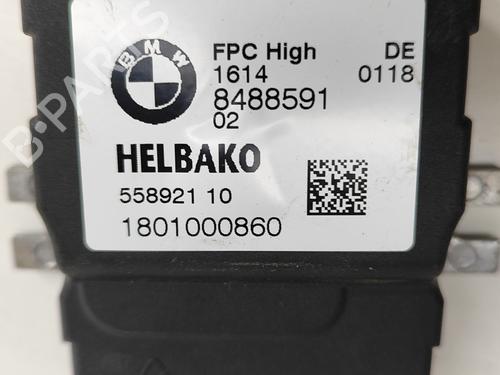 BMW
FPC High DE
1614 0118
8488591
02
HELBAKO
558921 10
1801000860
B-PARTS